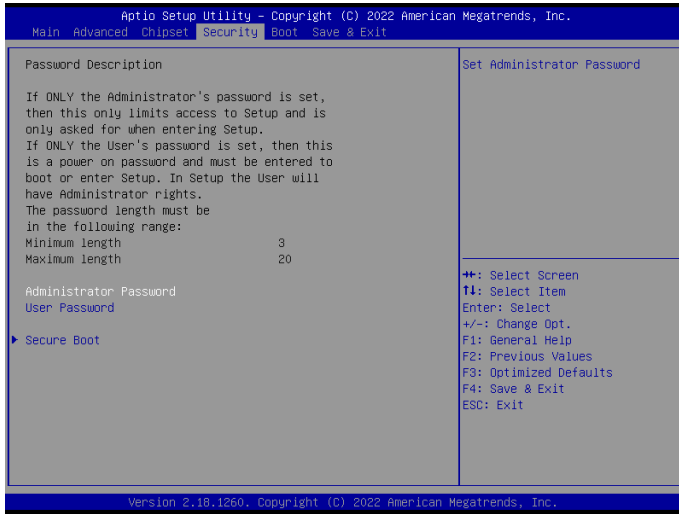 Aptio Setup Utility – Copyright (C) 2022 American Megatrends, Inc.
Main Advanced Chipset Security Boot Save & Exit
Password Description
If ONLY the Administrator's password is set,
then this only limits access to Setup and is
only asked for when entering Setup.
If ONLY the User's password is set, then this
is a power on password and must be entered to
boot or enter Setup. In Setup the User will
have Administrator rights.
The password length must be
in the following range:
Minimum length 3
Maximum length 20
Administrator Password
User Password
▶ Secure Boot
Set Administrator Password
→←: Select Screen
↑↓: Select Item
Enter: Select
+/-: Change Opt.
F1: General Help
F2: Previous Values
F3: Optimized Defaults
F4: Save & Exit
ESC: Exit
Version 2.18.1260. Copyright (C) 2022 American Megatrends, Inc.